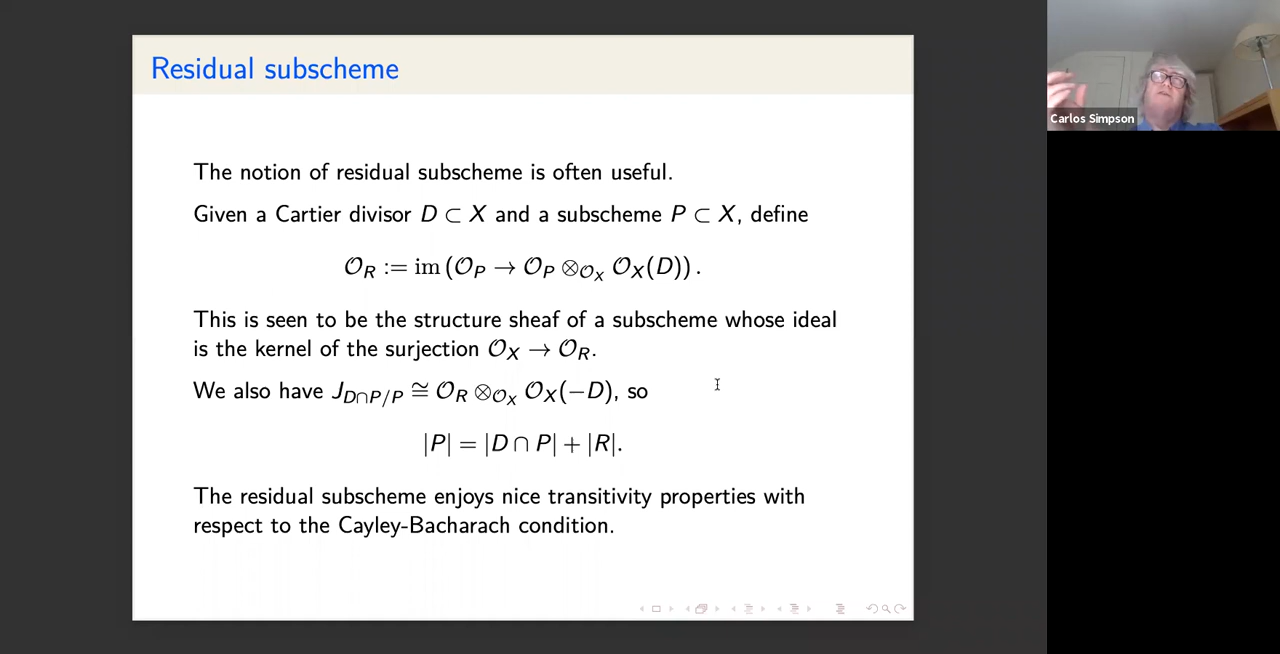 Residual subscheme
The notion of residual subscheme is often useful.
Given a Cartier divisor D ⊂ X and a subscheme P ⊂ X, define
𝒪_R := im (𝒪_P → 𝒪_P ⊗_{𝒪_X} 𝒪_X(D)).
This is seen to be the structure sheaf of a subscheme whose ideal
is the kernel of the surjection 𝒪_X → 𝒪_R.
We also have J_{D∩P/P} ≅ 𝒪_R ⊗_{𝒪_X} 𝒪_X(−D), so
|P| = |D ∩ P| + |R|.
The residual subscheme enjoys nice transitivity properties with
respect to the Cayley-Bacharach condition.
Carlos Simpson